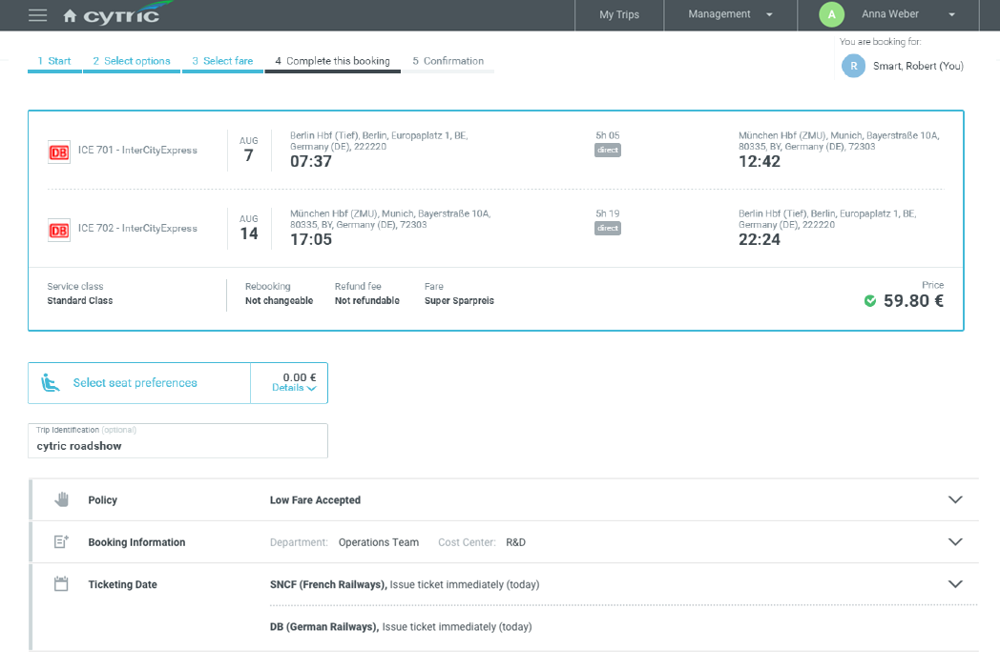 cytric
My Trips
Management
A
Anna Weber
You are booking for:
R
Smart, Robert (You)
1 Start
2 Select options
3 Select fare
4 Complete this booking
5 Confirmation
DB
ICE 701 - InterCityExpress
AUG
7
Berlin Hbf (Tief), Berlin, Europaplatz 1, BE,
Germany (DE), 222220
07:37
5h 05
direct
München Hbf (ZMU), Munich, Bayerstraße 10A,
80335, BY, Germany (DE), 72303
12:42
DB
ICE 702 - InterCityExpress
AUG
14
München Hbf (ZMU), Munich, Bayerstraße 10A,
80335, BY, Germany (DE), 72303
17:05
5h 19
direct
Berlin Hbf (Tief), Berlin, Europaplatz 1, BE,
Germany (DE), 222220
22:24
Service class
Standard Class
Rebooking
Not changeable
Refund fee
Not refundable
Fare
Super Sparpreis
Price
59.80 €
Select seat preferences
0.00 €
Details
Trip Identification (optional)
cytric roadshow
Policy
Low Fare Accepted
Booking Information
Department: Operations Team Cost Center: R&D
Ticketing Date
SNCF (French Railways), Issue ticket immediately (today)
DB (German Railways), Issue ticket immediately (today)